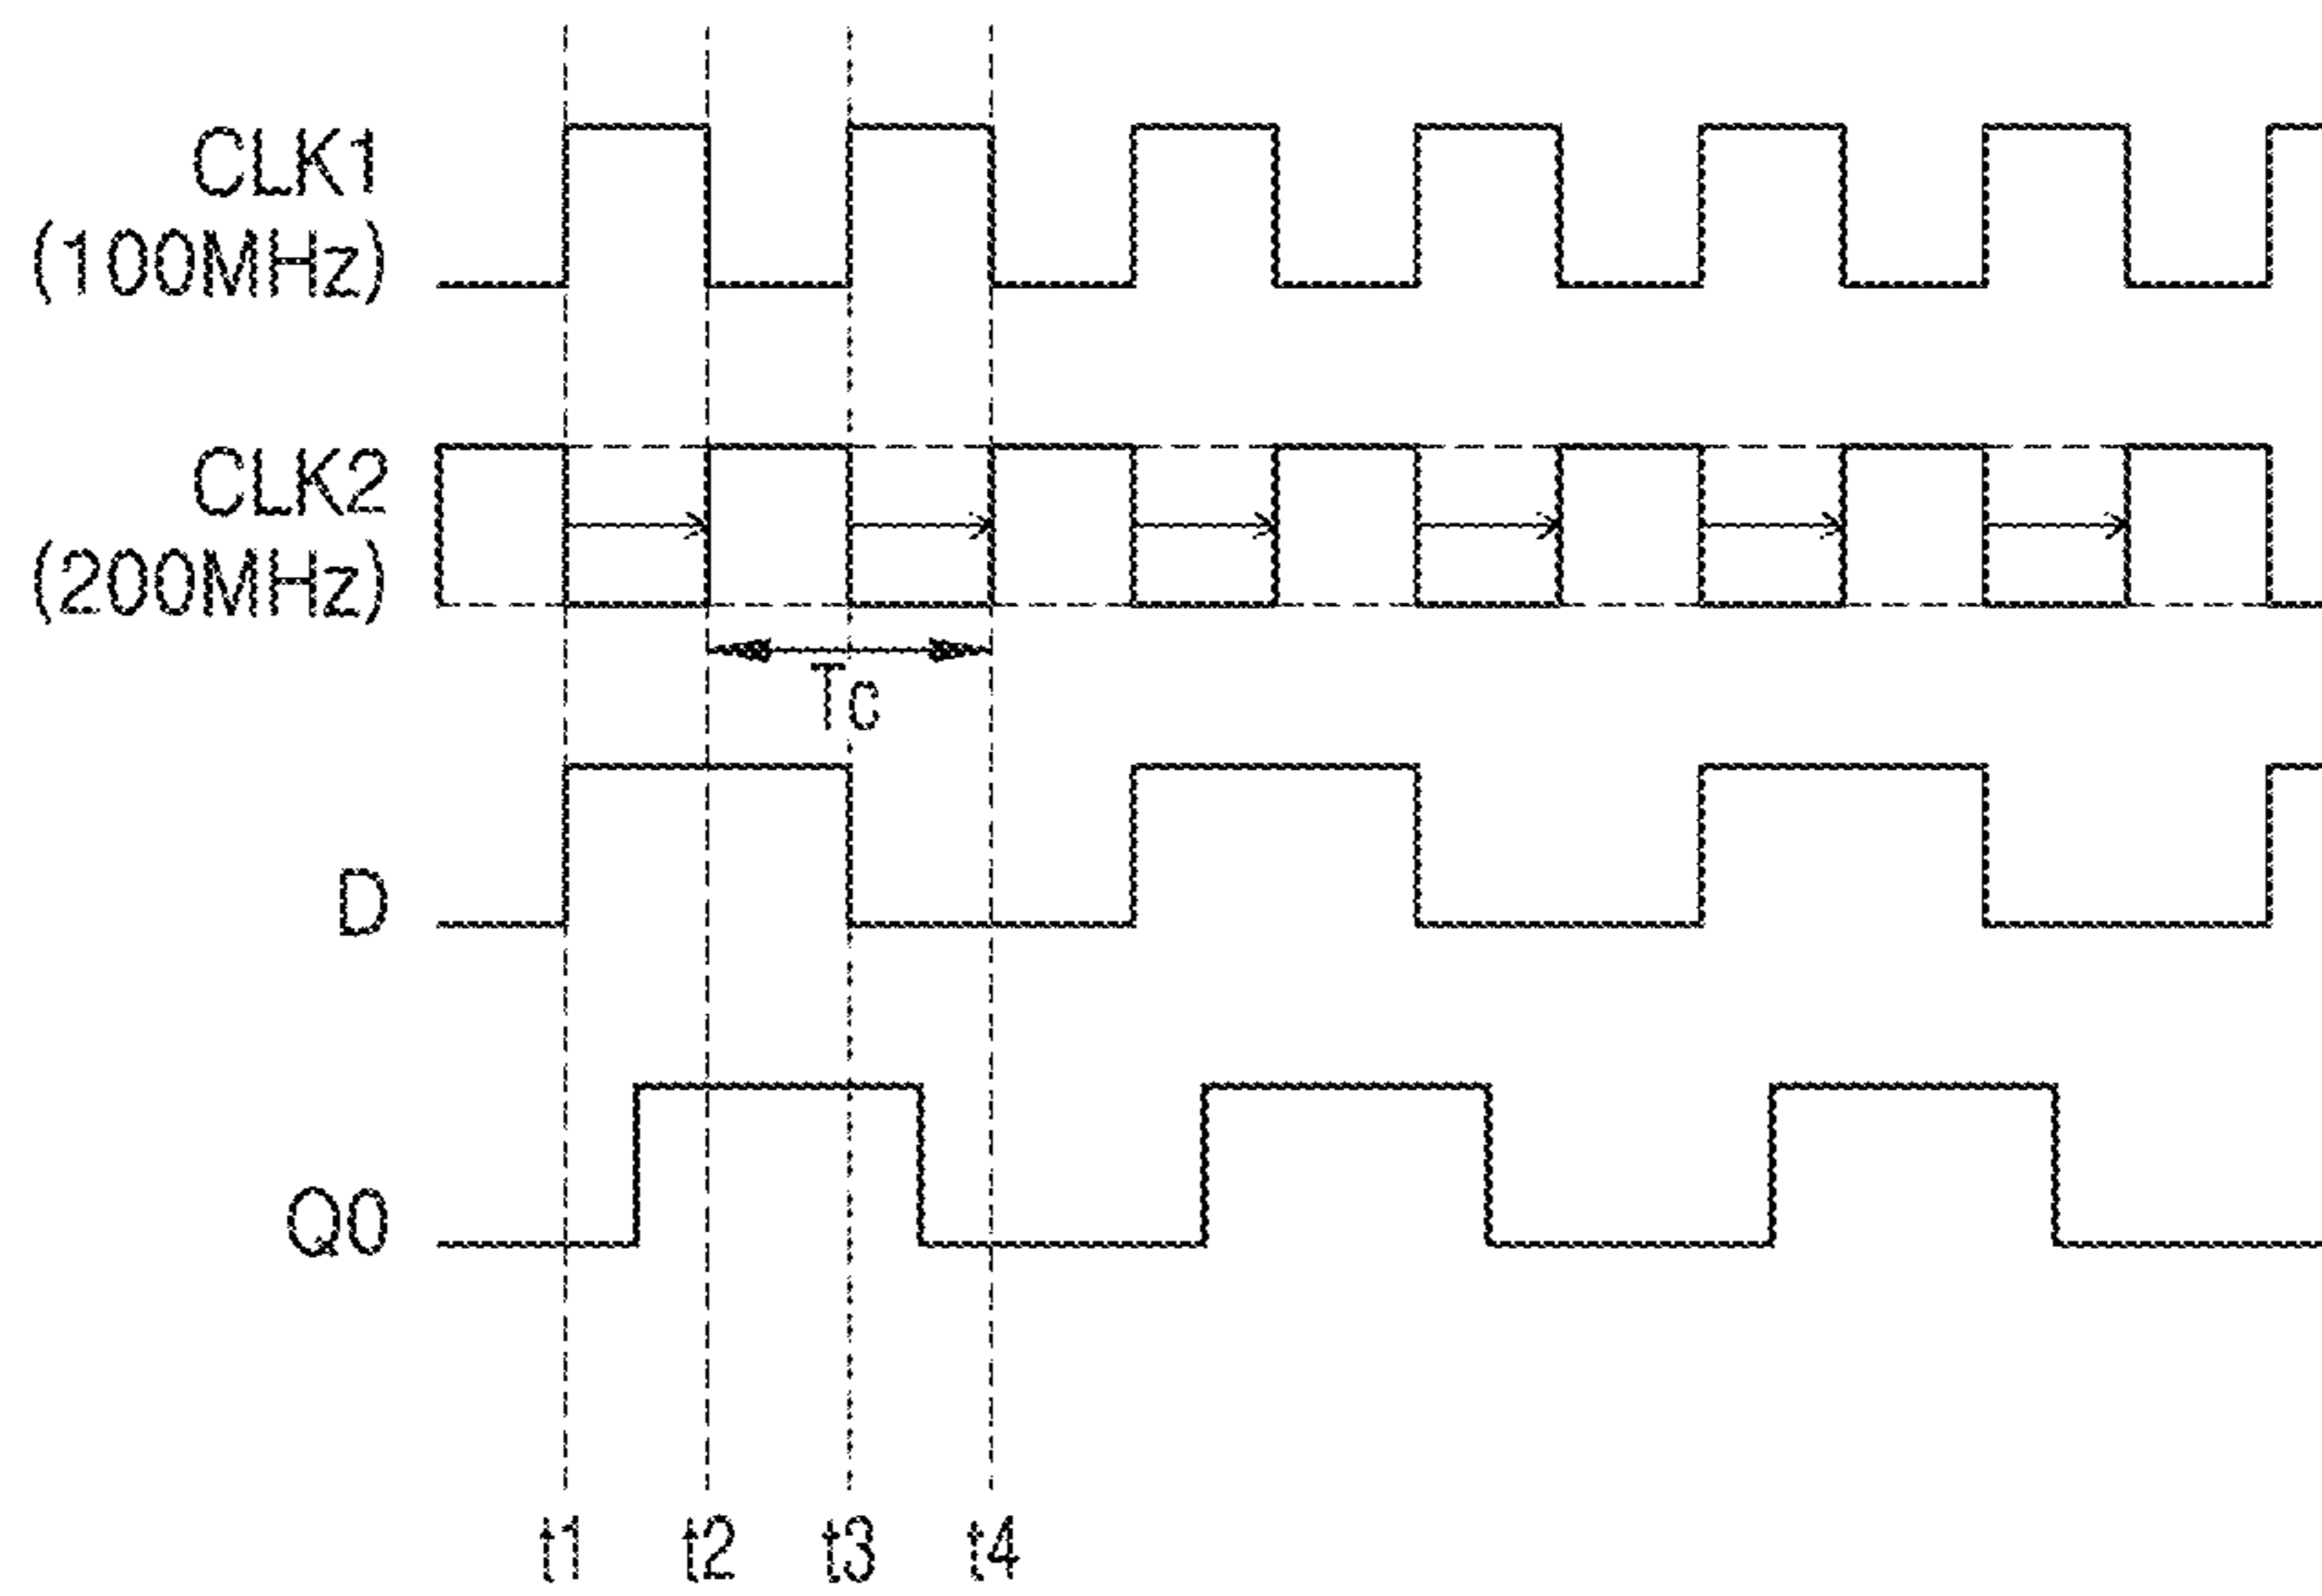 CLK1
(100MHz)
CLK2
(200MHz)
Tc
D
Q0
t1 t2 t3 t4